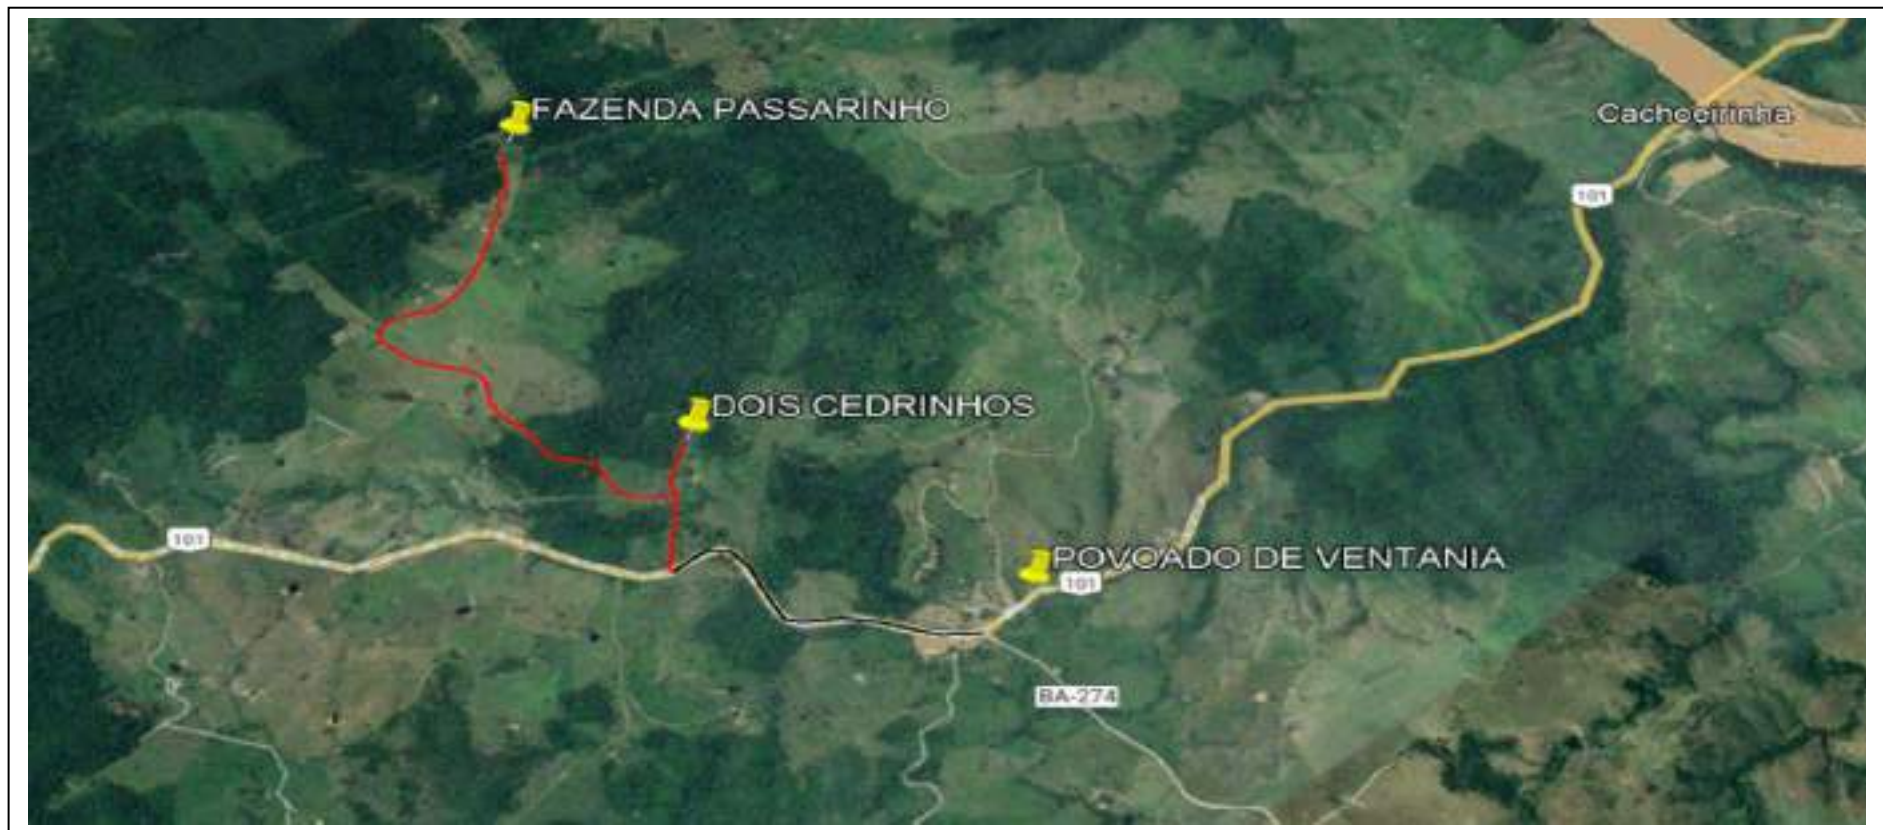 FAZENDA PASSARINHO
Cachoeirinha
101
DOIS CEDRINHOS
101
POVOADO DE VENTANIA
101
BA-274